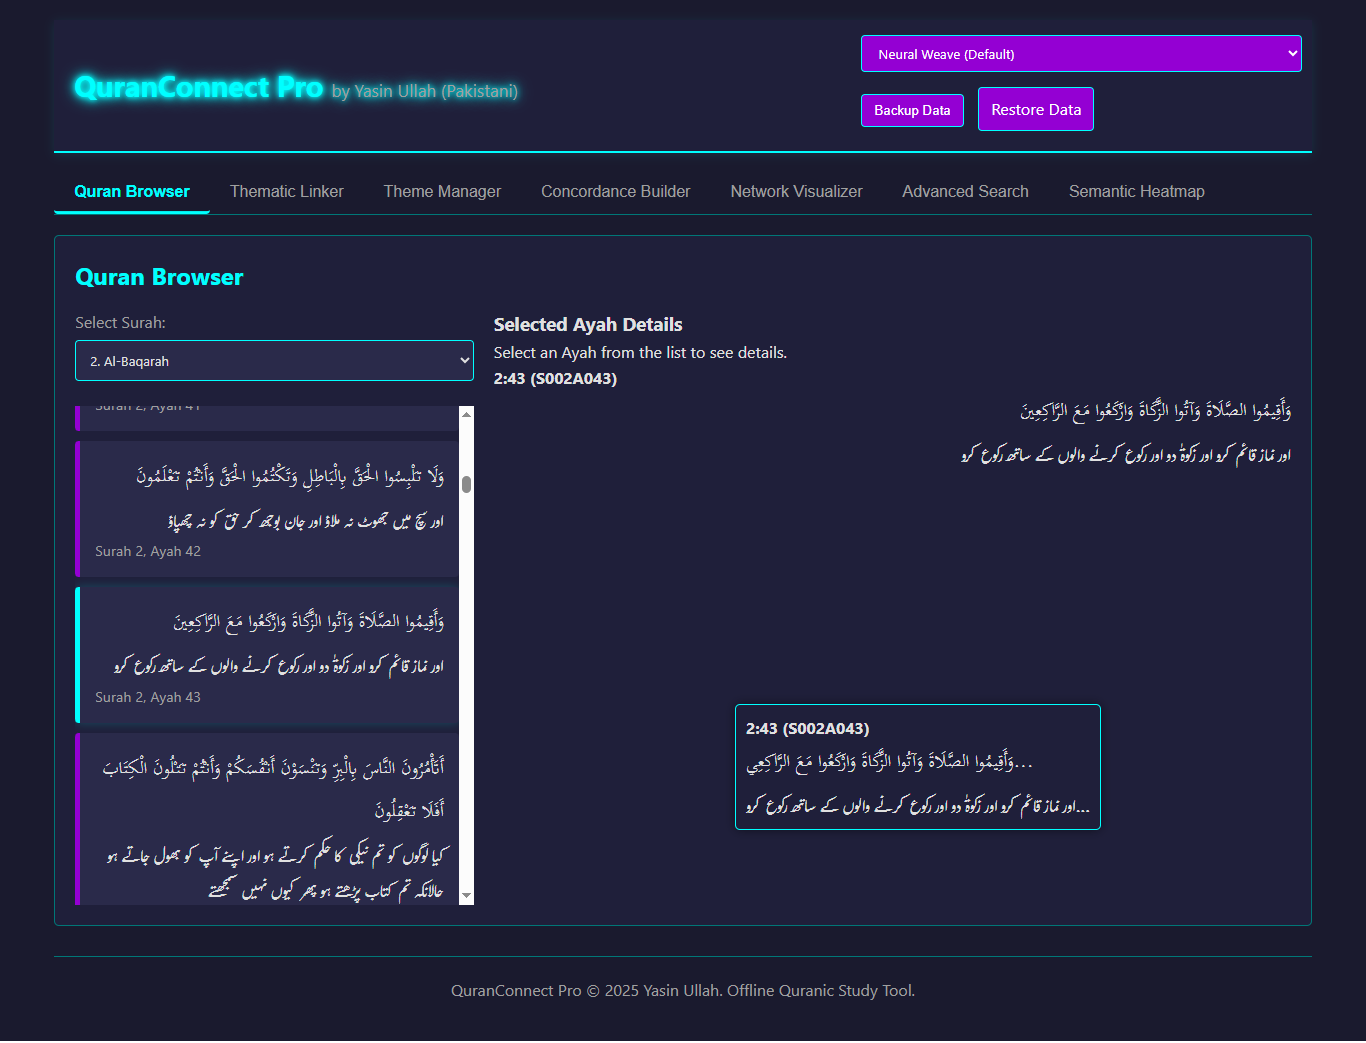 QuranConnect Pro by Yasin Ullah (Pakistani)
Neural Weave (Default)
Backup Data
Restore Data
Quran Browser
Thematic Linker
Theme Manager
Concordance Builder
Network Visualizer
Advanced Search
Semantic Heatmap
Quran Browser
Select Surah:
2. Al-Baqarah
Surah 2, Ayah 41
وَلَا تَلْبِسُوا الْحَقَّ بِالْبَاطِلِ وَتَكْتُمُوا الْحَقَّ وَأَنْتُمْ تَعْلَمُونَ
اور سچ میں جھوٹ نہ ملاؤ اور جان بوجھ کر حق کو نہ چھپاؤ
Surah 2, Ayah 42
وَأَقِيمُوا الصَّلَاةَ وَآتُوا الزَّكَاةَ وَارْكَعُوا مَعَ الرَّاكِعِينَ
اور نماز قائم کرو اور زکوةٰ دو اور رکوع کرنے والوں کے ساتھ رکوع کرو
Surah 2, Ayah 43
أَتَأْمُرُونَ النَّاسَ بِالْبِرِّ وَتَنْسَوْنَ أَنْفُسَكُمْ وَأَنْتُمْ تَتْلُونَ الْكِتَابَ
أَفَلَا تَعْقِلُونَ
کیا لوگوں کو تم نیکی کا حکم کرتے ہو اور اپنے آپ کو بھول جاتے ہو
حالانکہ تم کتاب پڑھتے ہو پھر کیوں نہیں سمجھتے
Selected Ayah Details
Select an Ayah from the list to see details.
2:43 (S002A043)
وَأَقِيمُوا الصَّلَاةَ وَآتُوا الزَّكَاةَ وَارْكَعُوا مَعَ الرَّاكِعِينَ
اور نماز قائم کرو اور زکوةٰ دو اور رکوع کرنے والوں کے ساتھ رکوع کرو
2:43 (S002A043)
وَأَقِيمُوا الصَّلَاةَ وَآتُوا الزَّكَاةَ وَارْكَعُوا مَعَ الرَّاكِعِي...
اور نماز قائم کرو اور زکوةٰ دو اور رکوع کرنے والوں کے ساتھ رکوع کرو...
QuranConnect Pro © 2025 Yasin Ullah. Offline Quranic Study Tool.